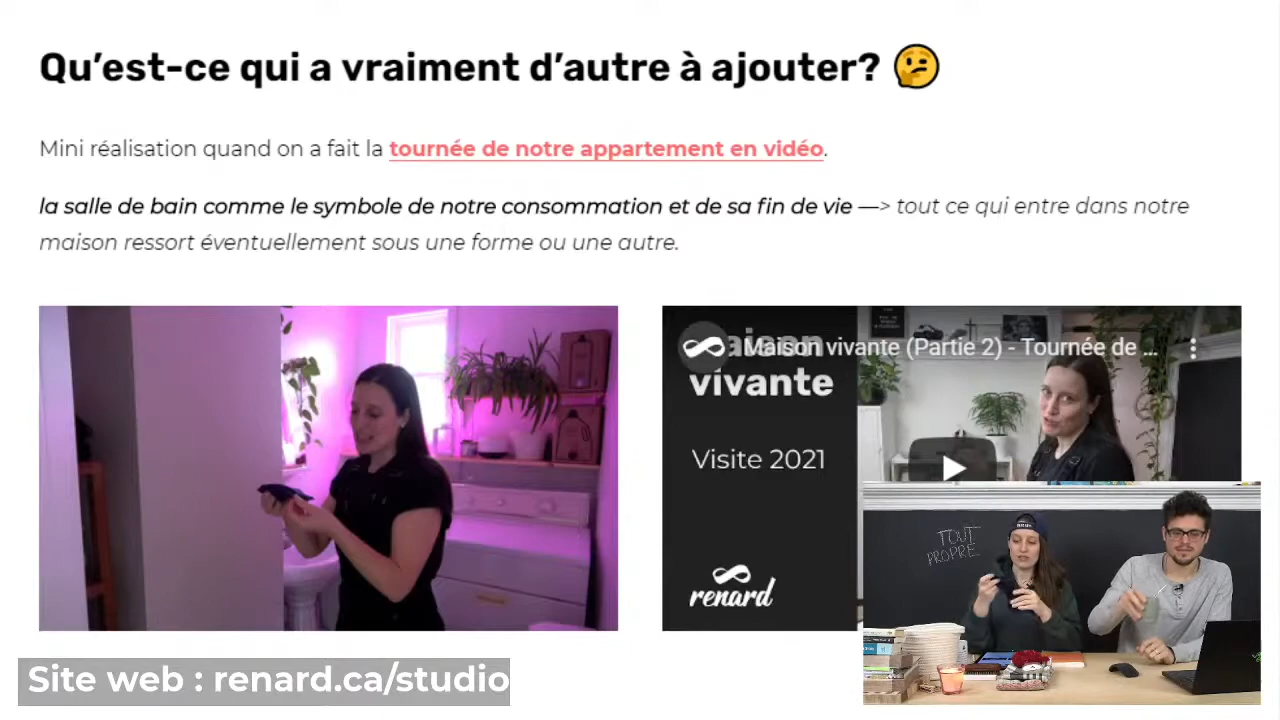 Qu’est-ce qui a vraiment d’autre à ajouter? 🤔
Mini réalisation quand on a fait la tournée de notre appartement en vidéo.
la salle de bain comme le symbole de notre consommation et de sa fin de vie —> tout ce qui entre dans notre
maison ressort éventuellement sous une forme ou une autre.
Maison vivante (Partie 2) - Tournée de ...
maison
vivante
Visite 2021
renard
TOUT
PROPRE
Site web : renard.ca/studio